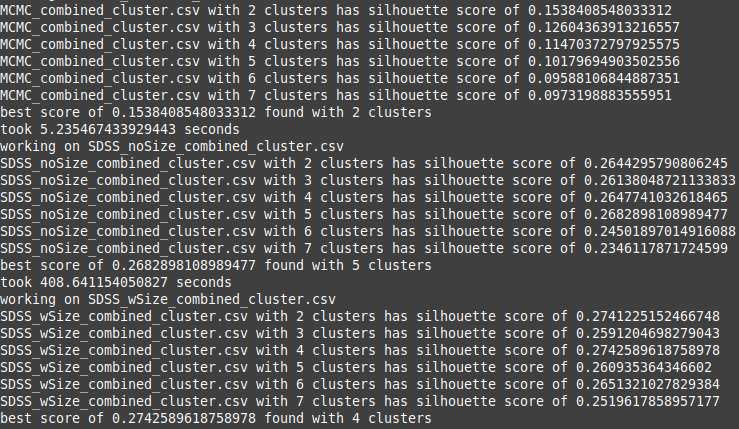 MCMC_combined_cluster.csv with 2 clusters has silhouette score of 0.1538408548033312
MCMC_combined_cluster.csv with 3 clusters has silhouette score of 0.12604363913216557
MCMC_combined_cluster.csv with 4 clusters has silhouette score of 0.11470372797925575
MCMC_combined_cluster.csv with 5 clusters has silhouette score of 0.10179694903502556
MCMC_combined_cluster.csv with 6 clusters has silhouette score of 0.09588106844887351
MCMC_combined_cluster.csv with 7 clusters has silhouette score of 0.0973198883555951
best score of 0.1538408548033312 found with 2 clusters
took 5.235467433929443 seconds
working on SDSS_noSize_combined_cluster.csv
SDSS_noSize_combined_cluster.csv with 2 clusters has silhouette score of 0.2644295790806245
SDSS_noSize_combined_cluster.csv with 3 clusters has silhouette score of 0.26138048721133833
SDSS_noSize_combined_cluster.csv with 4 clusters has silhouette score of 0.2647741032618465
SDSS_noSize_combined_cluster.csv with 5 clusters has silhouette score of 0.2682898108989477
SDSS_noSize_combined_cluster.csv with 6 clusters has silhouette score of 0.24501897014916088
SDSS_noSize_combined_cluster.csv with 7 clusters has silhouette score of 0.2346117871724599
best score of 0.2682898108989477 found with 5 clusters
took 408.641154050827 seconds
working on SDSS_wSize_combined_cluster.csv
SDSS_wSize_combined_cluster.csv with 2 clusters has silhouette score of 0.2741225152466748
SDSS_wSize_combined_cluster.csv with 3 clusters has silhouette score of 0.2591204698279043
SDSS_wSize_combined_cluster.csv with 4 clusters has silhouette score of 0.2742589618758978
SDSS_wSize_combined_cluster.csv with 5 clusters has silhouette score of 0.260935364346602
SDSS_wSize_combined_cluster.csv with 6 clusters has silhouette score of 0.2651321027829384
SDSS_wSize_combined_cluster.csv with 7 clusters has silhouette score of 0.2519617858957177
best score of 0.2742589618758978 found with 4 clusters